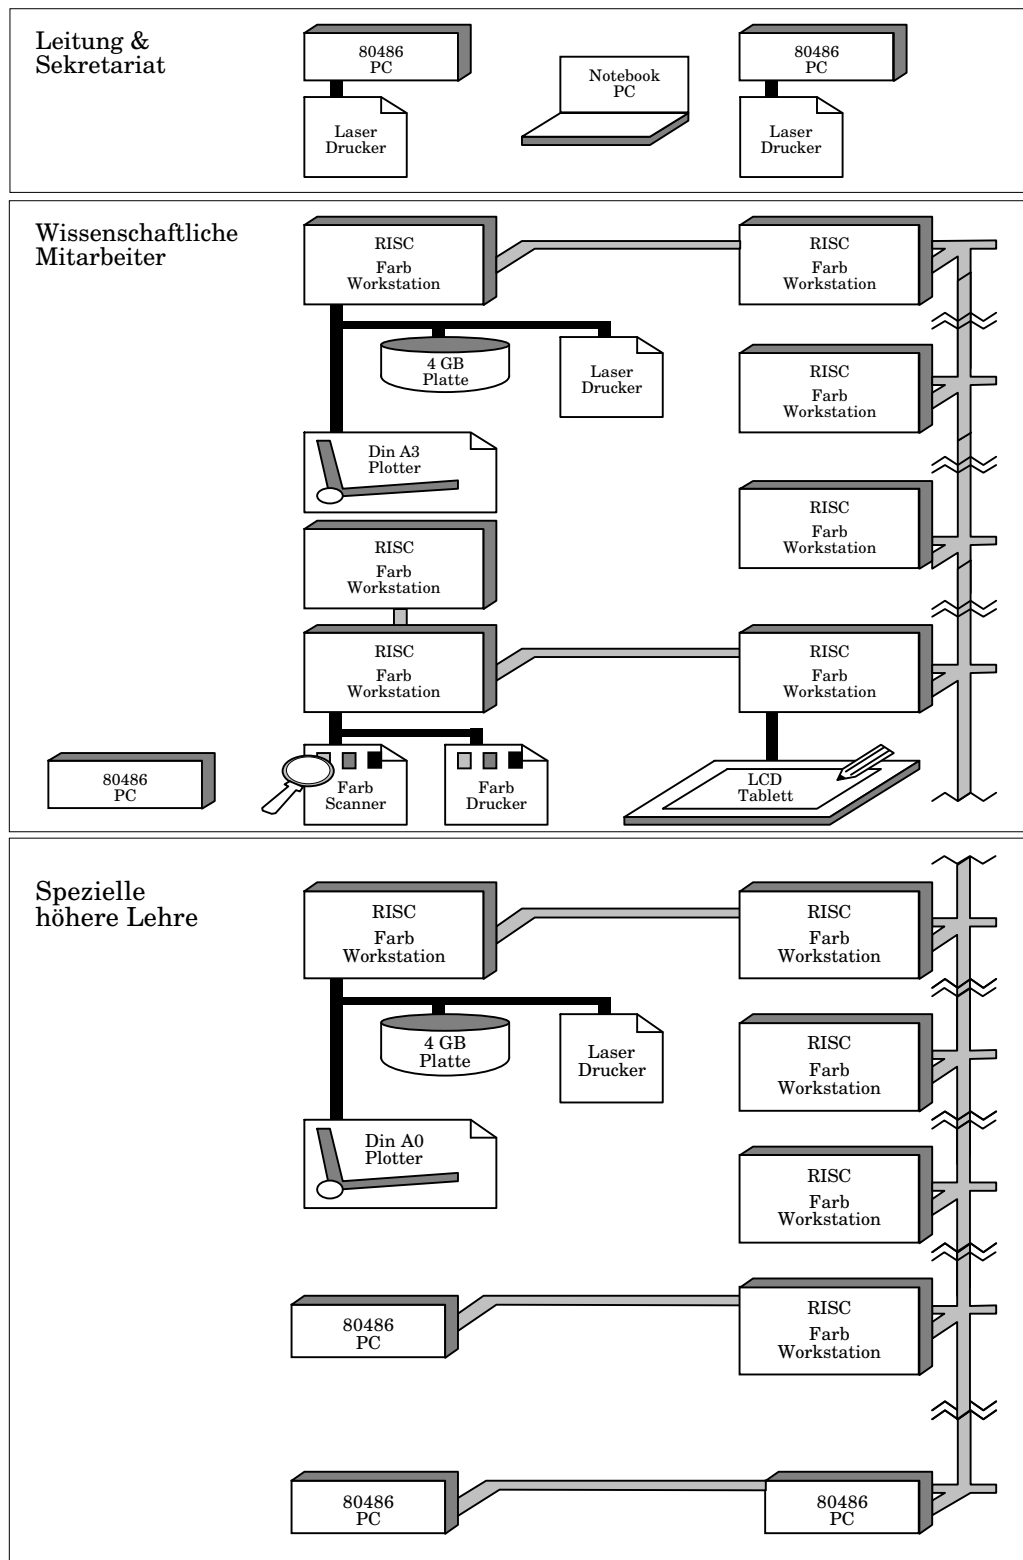 Leitung &
Sekretariat
80486
PC
Laser
Drucker
Notebook
PC
80486
PC
Laser
Drucker
Wissenschaftliche
Mitarbeiter
RISC
Farb
Workstation
RISC
Farb
Workstation
4 GB
Platte
Laser
Drucker
RISC
Farb
Workstation
Din A3
Plotter
RISC
Farb
Workstation
RISC
Farb
Workstation
RISC
Farb
Workstation
RISC
Farb
Workstation
80486
PC
Farb
Scanner
Farb
Drucker
LCD
Tablett
Spezielle
höhere Lehre
RISC
Farb
Workstation
RISC
Farb
Workstation
4 GB
Platte
Laser
Drucker
RISC
Farb
Workstation
Din A0
Plotter
RISC
Farb
Workstation
80486
PC
RISC
Farb
Workstation
80486
PC
80486
PC